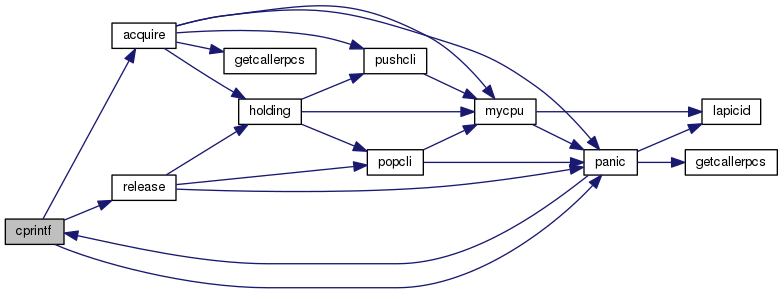 acquire
getcallerpcs
pushcli
holding
mycpu
lapicid
popcli
panic
getcallerpcs
release
cprintf